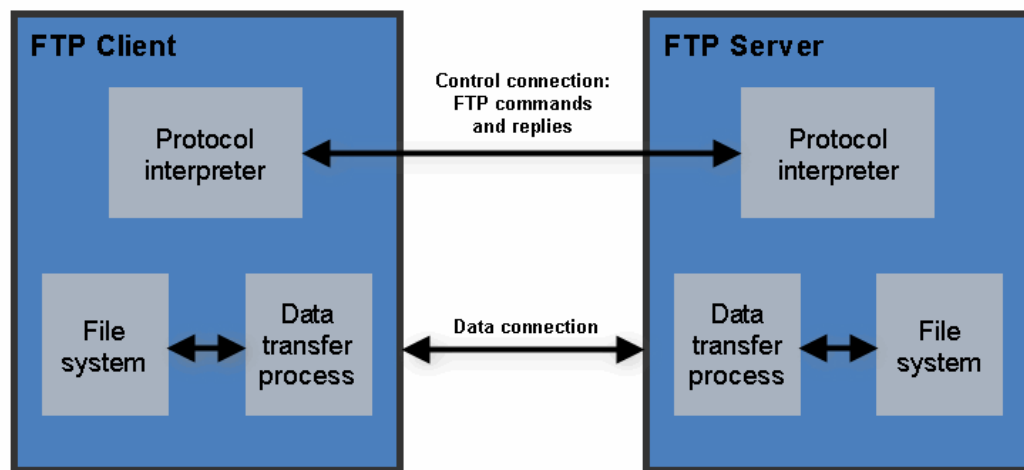 FTP Client
FTP Server
Control connection:
FTP commands
and replies
Protocol
interpreter
Protocol
interpreter
File
system
Data
transfer
process
Data connection
Data
transfer
process
File
system